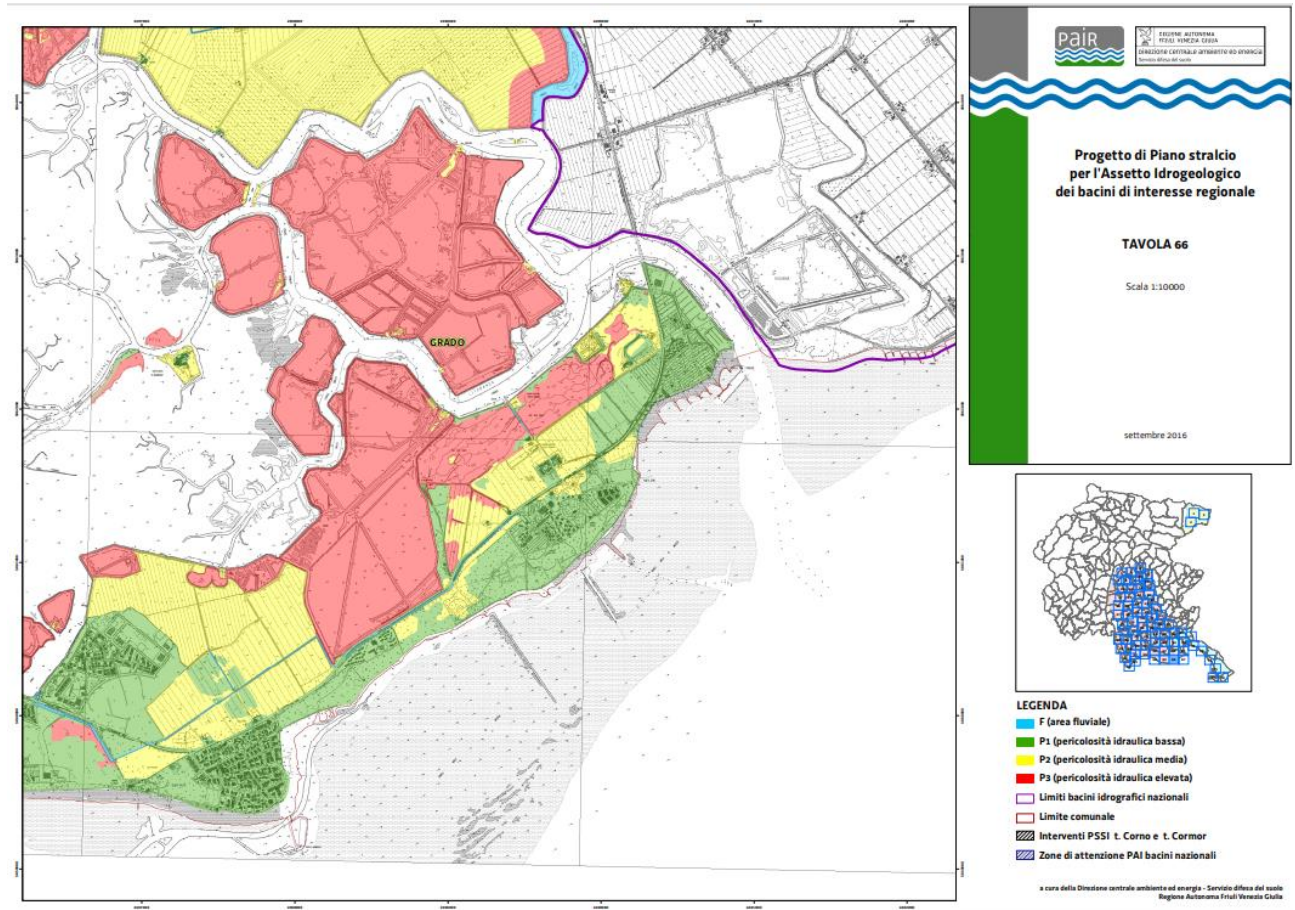 GRADO
PaiR
REGIONE AUTONOMA
FRIULI VENEZIA GIULIA
DIREZIONE CENTRALE AMBIENTE ED ENERGIA
Servizio difesa del suolo
Progetto di Piano stralcio
per l'Assetto Idrogeologico
dei bacini di interesse regionale
TAVOLA 66
Scala 1:10000
settembre 2016
LEGENDA
F (area fluviale)
P1 (pericolosità idraulica bassa)
P2 (pericolosità idraulica media)
P3 (pericolosità idraulica elevata)
Limiti bacini idrografici nazionali
Limite comunale
Interventi PSSI t. Corno e t. Cormor
Zone di attenzione PAI bacini nazionali
a cura della Direzione centrale ambiente ed energia - Servizio difesa del suolo
Regione Autonoma Friuli Venezia Giulia